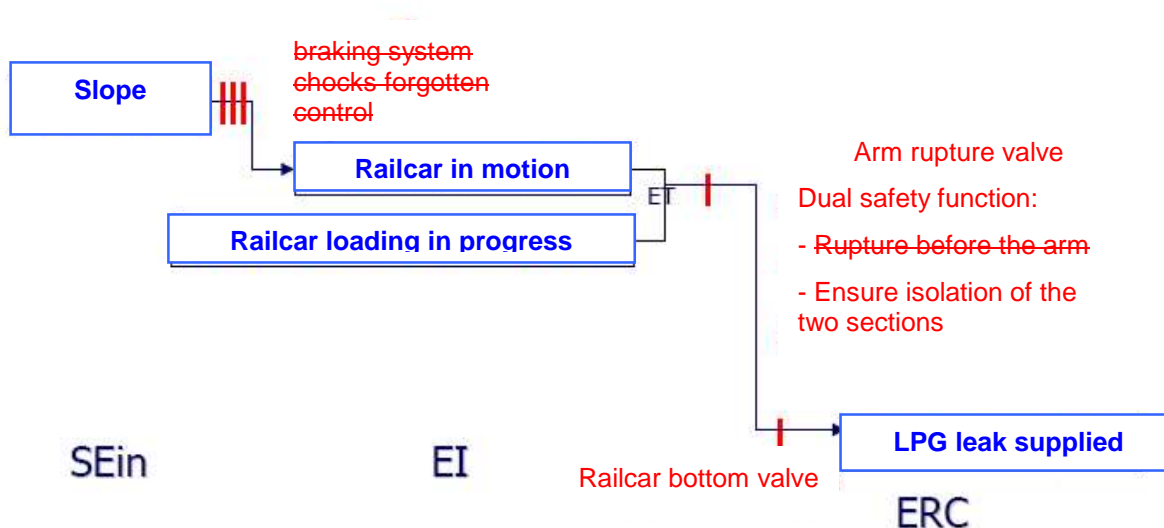 braking system
chocks forgotten
control
Slope
Railcar in motion
ET
Railcar loading in progress
Arm rupture valve
Dual safety function:
- Rupture before the arm
- Ensure isolation of the
two sections
LPG leak supplied
Railcar bottom valve
SEin
EI
ERC